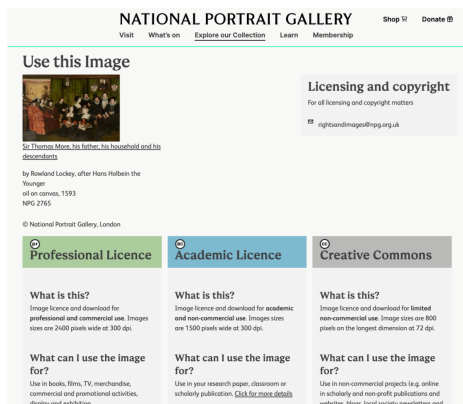 NATIONAL PORTRAIT GALLERY
Shop
Donate
Visit What's on Explore our Collection Learn Membership
Use this Image
Licensing and copyright
For all licensing and copyright matters
rightsandimages@npg.org.uk
Sir Thomas More, his father, his household and his
descendants
by Rowland Lockey, after Hans Holbein the
Younger
oil on canvas, 1593
NPG 2765
© National Portrait Gallery, London
Professional Licence
What is this?
Image licence and download for
professional and commercial use. Images
sizes are 2400 pixels wide at 300 dpi.
What can I use the image
for?
Use in books, films, TV, merchandise,
commercial and promotional activities,
display and exhibition.
Academic Licence
What is this?
Image licence and download for academic
and non-commercial use. Images sizes
are 1500 pixels wide at 300 dpi.
What can I use the image
for?
Use in your research paper, classroom or
scholarly publication. Click for more details
Creative Commons
What is this?
Image licence and download for limited
non-commercial use. Image sizes are 800
pixels on the longest dimension at 72 dpi.
What can I use the image
for?
Use in non-commercial projects (e.g. online
in scholarly and non-profit publications and
websites, blogs, local society newsletters and